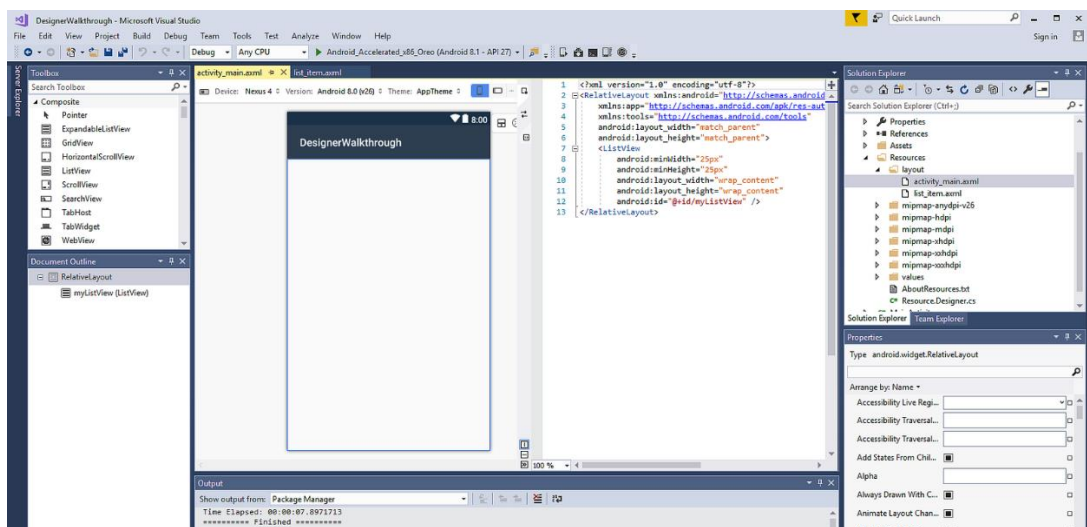 DesignerWalkthrough - Microsoft Visual Studio
Quick Launch
File Edit View Project Build Debug Team Tools Test Analyze Window Help
Sign in
Debug Any CPU Android_Accelerated_x86_Oreo (Android 8.1 - API 27)
Server Explorer
Toolbox
Search Toolbox
Composite
Pointer
ExpandableListView
GridView
HorizontalScrollView
ListView
ScrollView
SearchView
TabHost
TabWidget
WebView
Document Outline
RelativeLayout
myListView (ListView)
activity_main.axml list_item.axml
Device: Nexus 4 Version: Android 8.0 (v26) Theme: AppTheme
8:00
DesignerWalkthrough
1 <?xml version="1.0" encoding="utf-8"?>
2 <RelativeLayout xmlns:android="http://schemas.android
3 xmlns:app="http://schemas.android.com/apk/res-aut
4 xmlns:tools="http://schemas.android.com/tools"
5 android:layout_width="match_parent"
6 android:layout_height="match_parent">
7 <ListView
8 android:minWidth="25px"
9 android:minHeight="25px"
10 android:layout_width="wrap_content"
11 android:layout_height="wrap_content"
12 android:id="@+id/myListView" />
13 </RelativeLayout>
100 %
Output
Show output from: Package Manager
Time Elapsed: 00:00:07.8971713
========== Finished ==========
Solution Explorer
Search Solution Explorer (Ctrl+;)
Properties
References
Assets
Resources
layout
activity_main.axml
list_item.axml
mipmap-anydpi-v26
mipmap-hdpi
mipmap-mdpi
mipmap-xhdpi
mipmap-xxhdpi
mipmap-xxxhdpi
values
AboutResources.txt
Resource.Designer.cs
Solution Explorer Team Explorer
Properties
Type android.widget.RelativeLayout
Arrange by: Name
Accessibility Live Regi...
Accessibility Traversal...
Accessibility Traversal...
Add States From Chil...
Alpha
Always Drawn With C...
Animate Layout Chan...